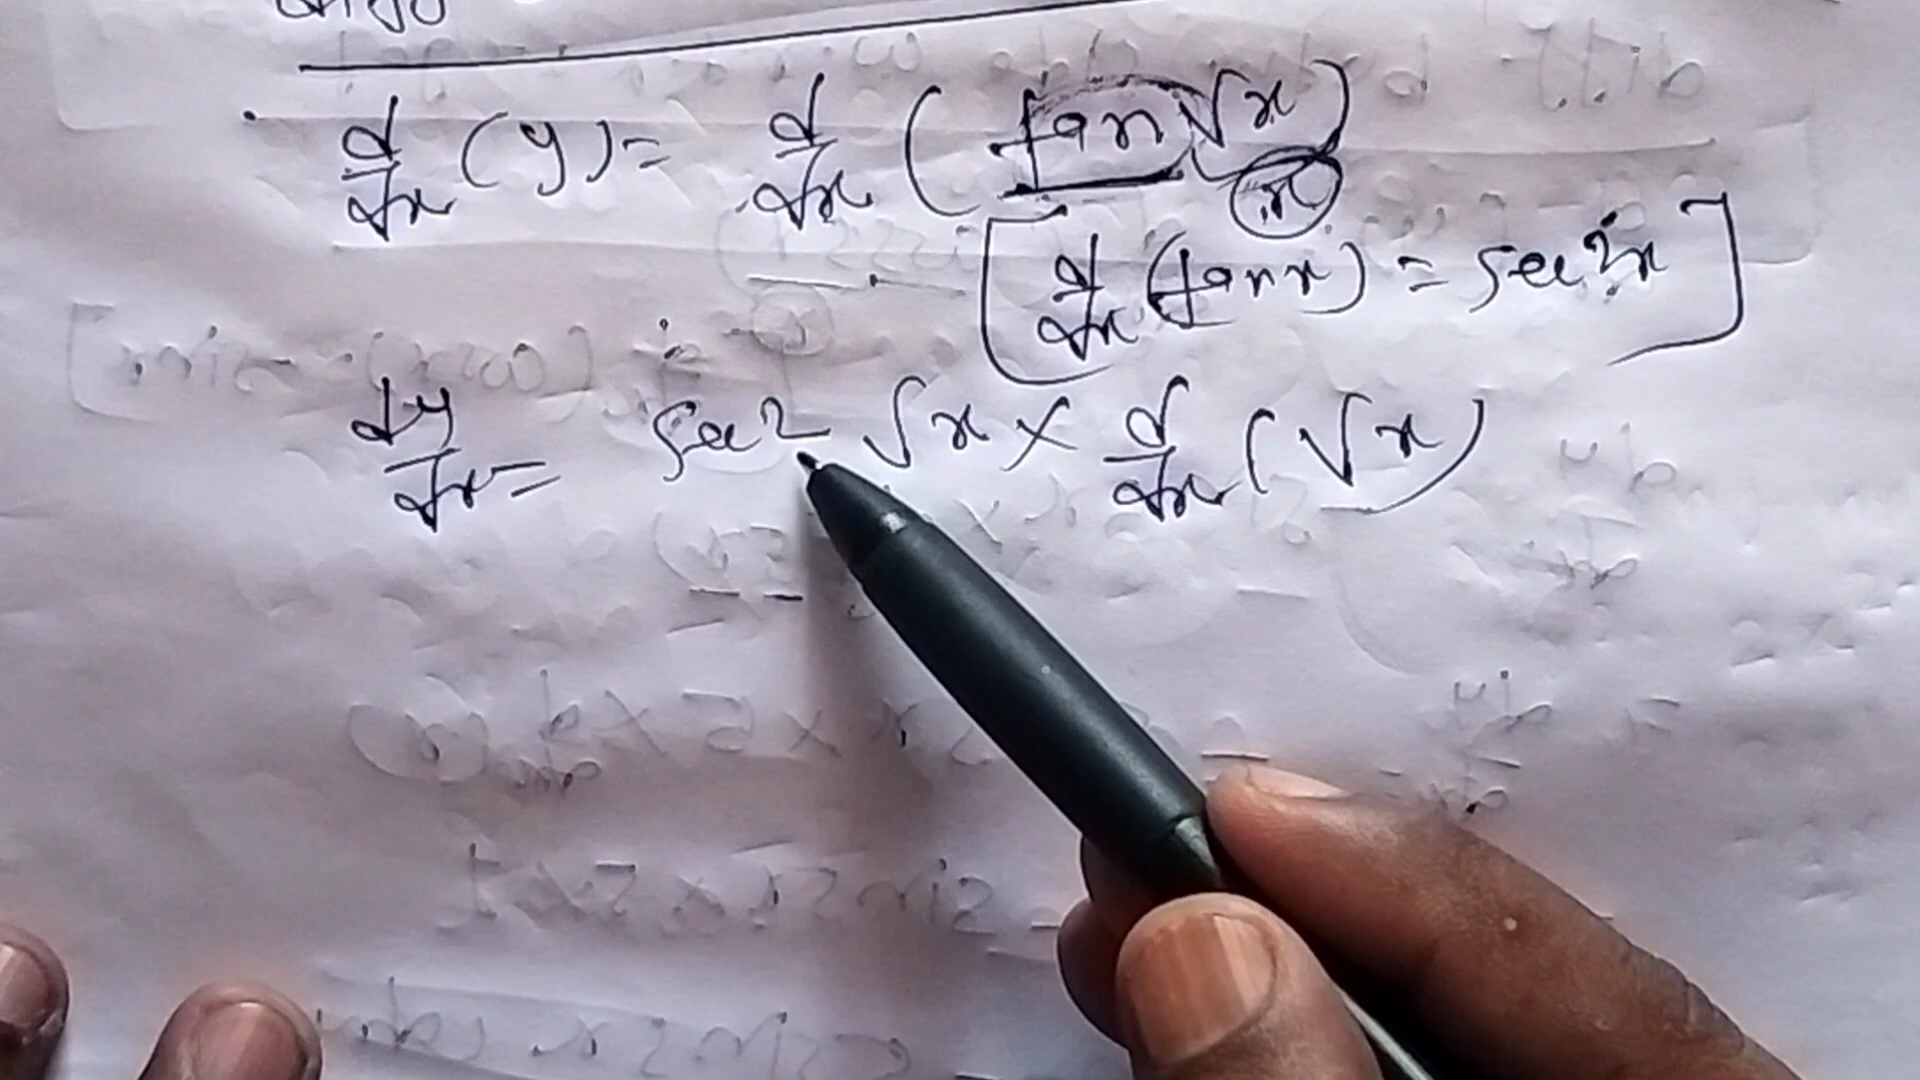 d/dx (y) = d/dx (tan √x)
x
[d/dx (tan x) = sec²x]
dy/dx = sec² √x × d/dx (√x)